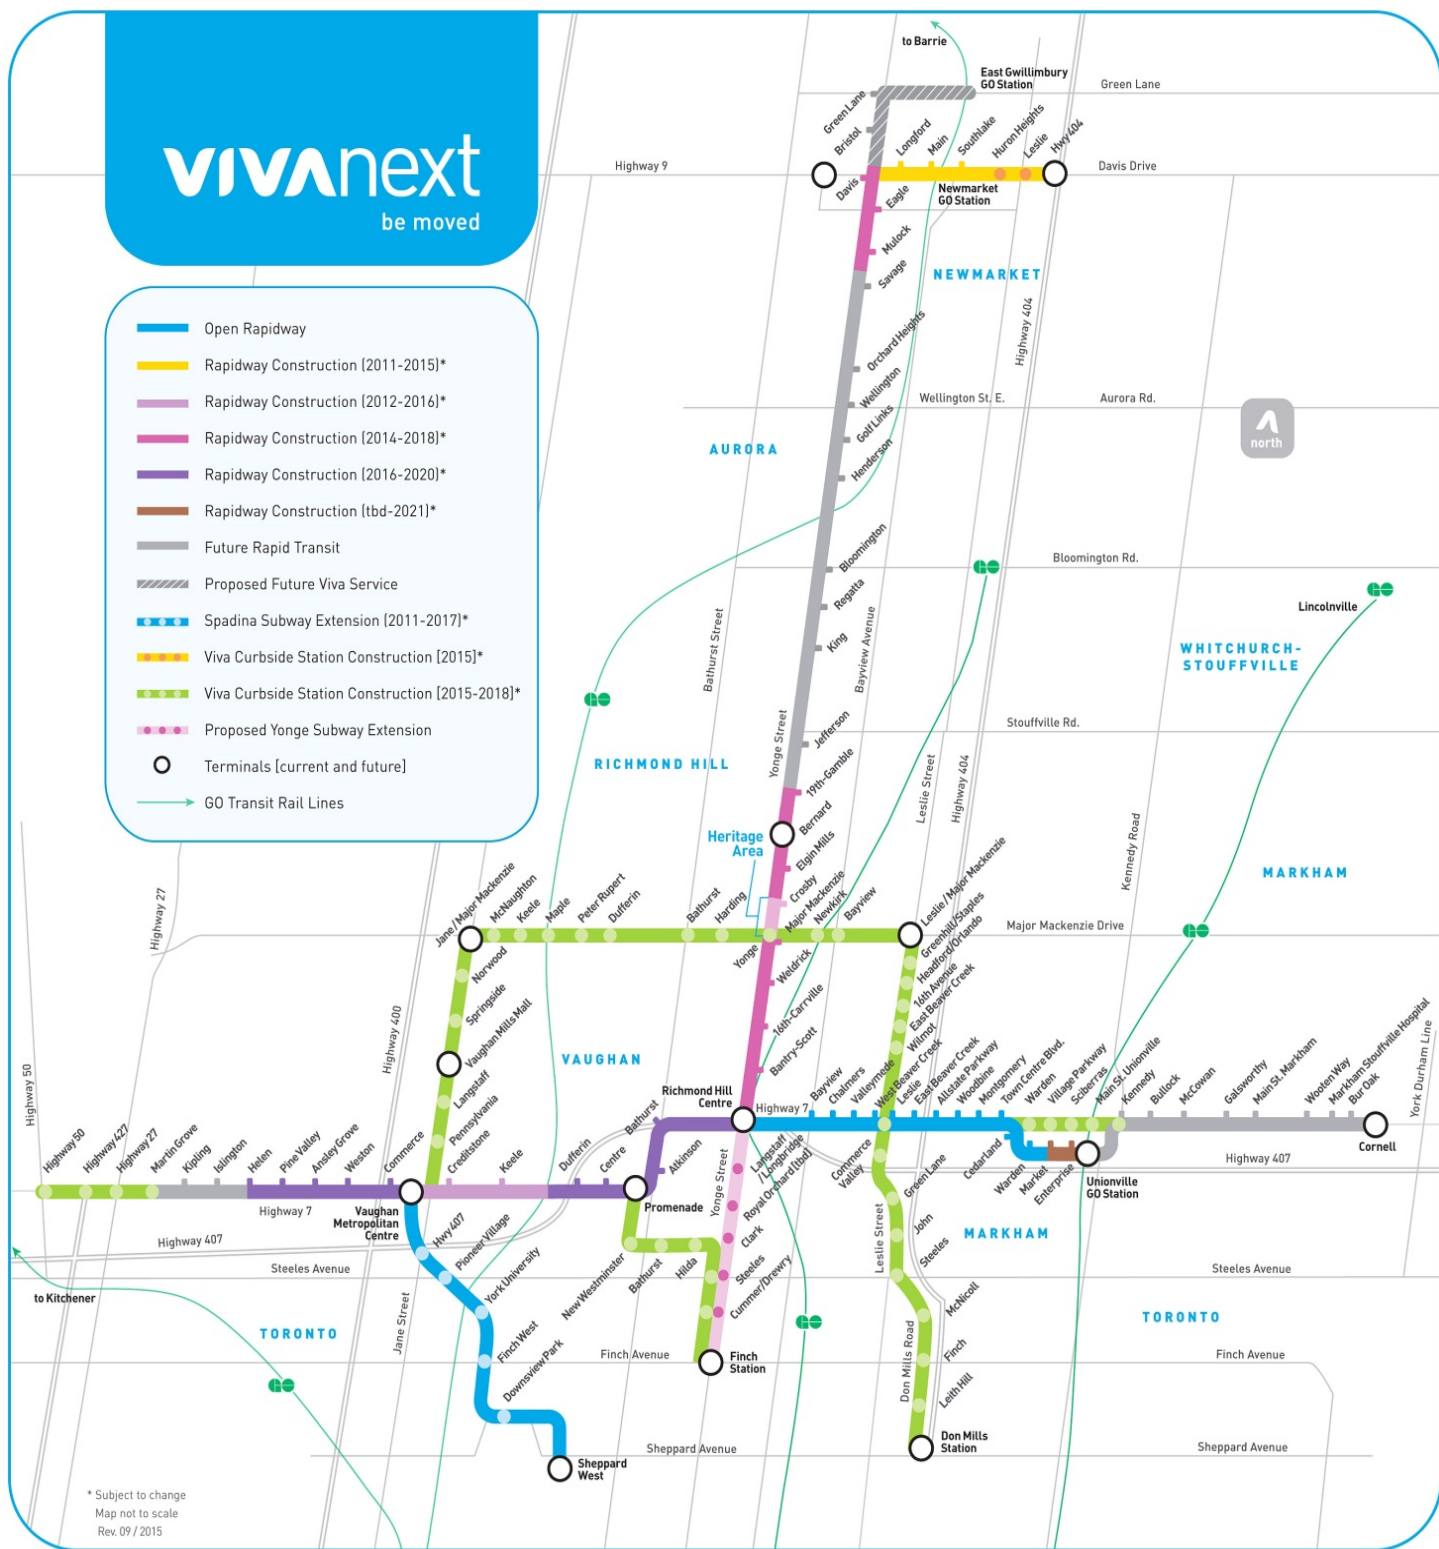 VIVAnext
be moved
Open Rapidway
Rapidway Construction (2011-2015)*
Rapidway Construction (2012-2016)*
Rapidway Construction (2014-2018)*
Rapidway Construction (2016-2020)*
Rapidway Construction (tbd-2021)*
Future Rapid Transit
Proposed Future Viva Service
Spadina Subway Extension (2011-2017)*
Viva Curbside Station Construction [2015]*
Viva Curbside Station Construction [2015-2018]*
Proposed Yonge Subway Extension
Terminals [current and future]
GO Transit Rail Lines
to Barrie
East Gwillimbury
GO Station
Green Lane
Green Lane
Bristol
Longford
Main
Southlake
Huron Heights
Leslie
Hwy 404
Highway 9
Davis Drive
Davis
Eagle
Newmarket
GO Station
Mulock
Savage
NEWMARKET
Highway 404
Orchard Heights
Wellington
Wellington St. E.
Aurora Rd.
Golf Links
Henderson
AURORA
north
Bloomington
Bloomington Rd.
Regatta
King
Lincolnville
Bathurst Street
Bayview Avenue
WHITCHURCH-
STOUFFVILLE
Yonge Street
Jefferson
Stouffville Rd.
RICHMOND HILL
19th-Gamble
Leslie Street
Highway 404
Bernard
Heritage
Area
Elgin Mills
Crosby
Kennedy Road
MARKHAM
Highway 27
Jane / Major Mackenzie
McNaughton
Keele
Maple
Peter Rupert
Dufferin
Bathurst
Harding
Major Mackenzie
Newkirk
Bayview
Leslie / Major Mackenzie
Major Mackenzie Drive
Greenhill/Staples
Headford/Orlando
16th Avenue
East Beaver Creek
Wilmot
West Beaver Creek
Yonge
Weldrick
16th-Carrville
Bantry-Scott
Norwood
Springside
Vaughan Mills Mall
Langstaff
Pennsylvania
Highway 400
VAUGHAN
Richmond Hill
Centre
Highway 7
Bayview
Chalmers
Valleymede
Leslie
East Beaver Creek
Allstate Parkway
Woodbine
Montgomery
Town Centre Blvd.
Warden
Village Parkway
Sciberras
Main St. Unionville
Kennedy
Bullock
McCowan
Galsworthy
Main St. Markham
Wooten Way
Markham Stouffville Hospital
Bur Oak
York Durham Line
Cornell
Highway 50
Highway 50
Highway 427
Highway 27
Martin Grove
Kipling
Islington
Helen
Pine Valley
Ansley Grove
Weston
Commerce
Creditstone
Keele
Dufferin
Centre
Bathurst
Atkinson
Highway 7
Vaughan
Metropolitan
Centre
Promenade
Langstaff
/ Longbridge
Royal Orchard (tbd)
Clark
Steeles
Cummer/Drewry
Yonge Street
Commerce
Valley
Green Lane
Cedarland
Warden
Market
Enterprise
Unionville
GO Station
Highway 407
Highway 407
Hwy 407
Pioneer Village
York University
Finch West
Downsview Park
New Westminster
Bathurst
Hilda
Leslie Street
John
Steeles
MARKHAM
Steeles Avenue
Steeles Avenue
to Kitchener
TORONTO
Jane Street
McNicoll
Finch
Leith Hill
Don Mills Road
TORONTO
Finch Avenue
Finch
Station
Finch Avenue
Don Mills
Station
Sheppard Avenue
Sheppard Avenue
Sheppard
West
* Subject to change
Map not to scale
Rev. 09 / 2015